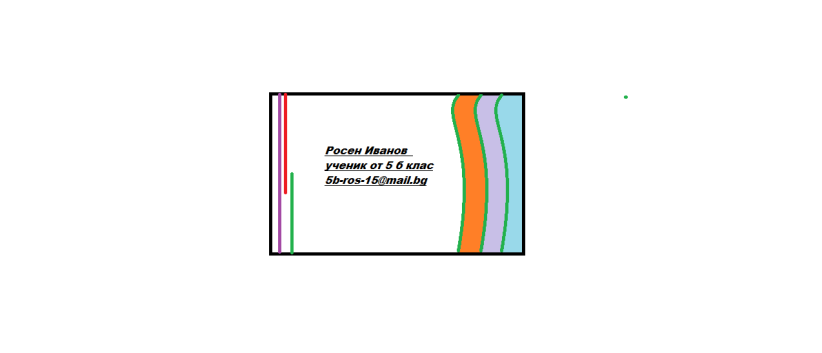 Росен Иванов
ученик от 5 б клас
5b-ros-15@mail.bg